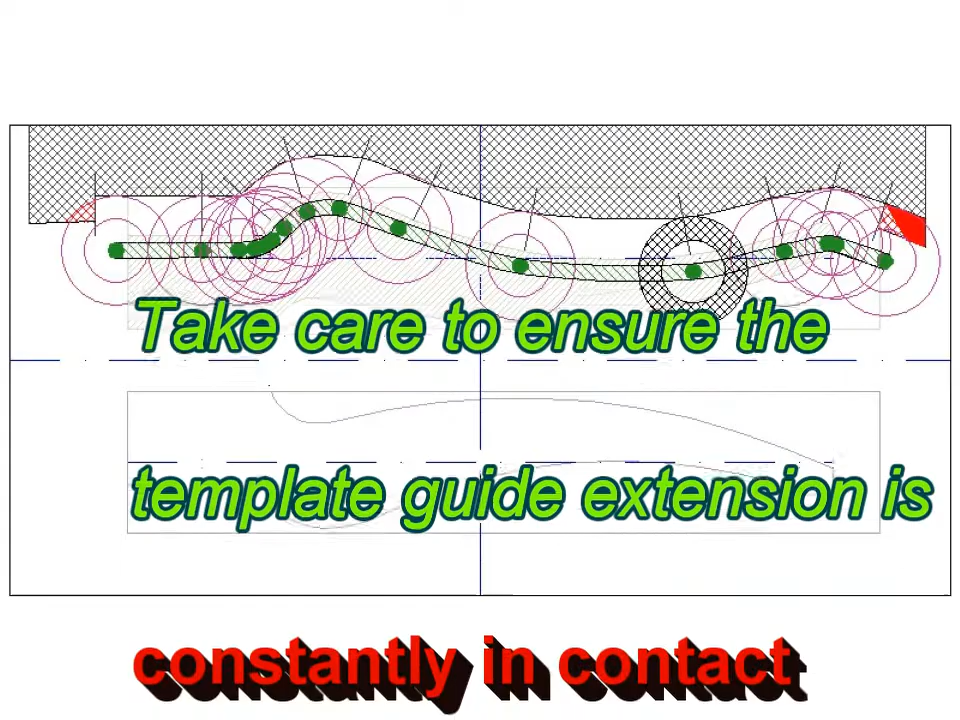 Take care to ensure the
template guide extension is
constantly in contact